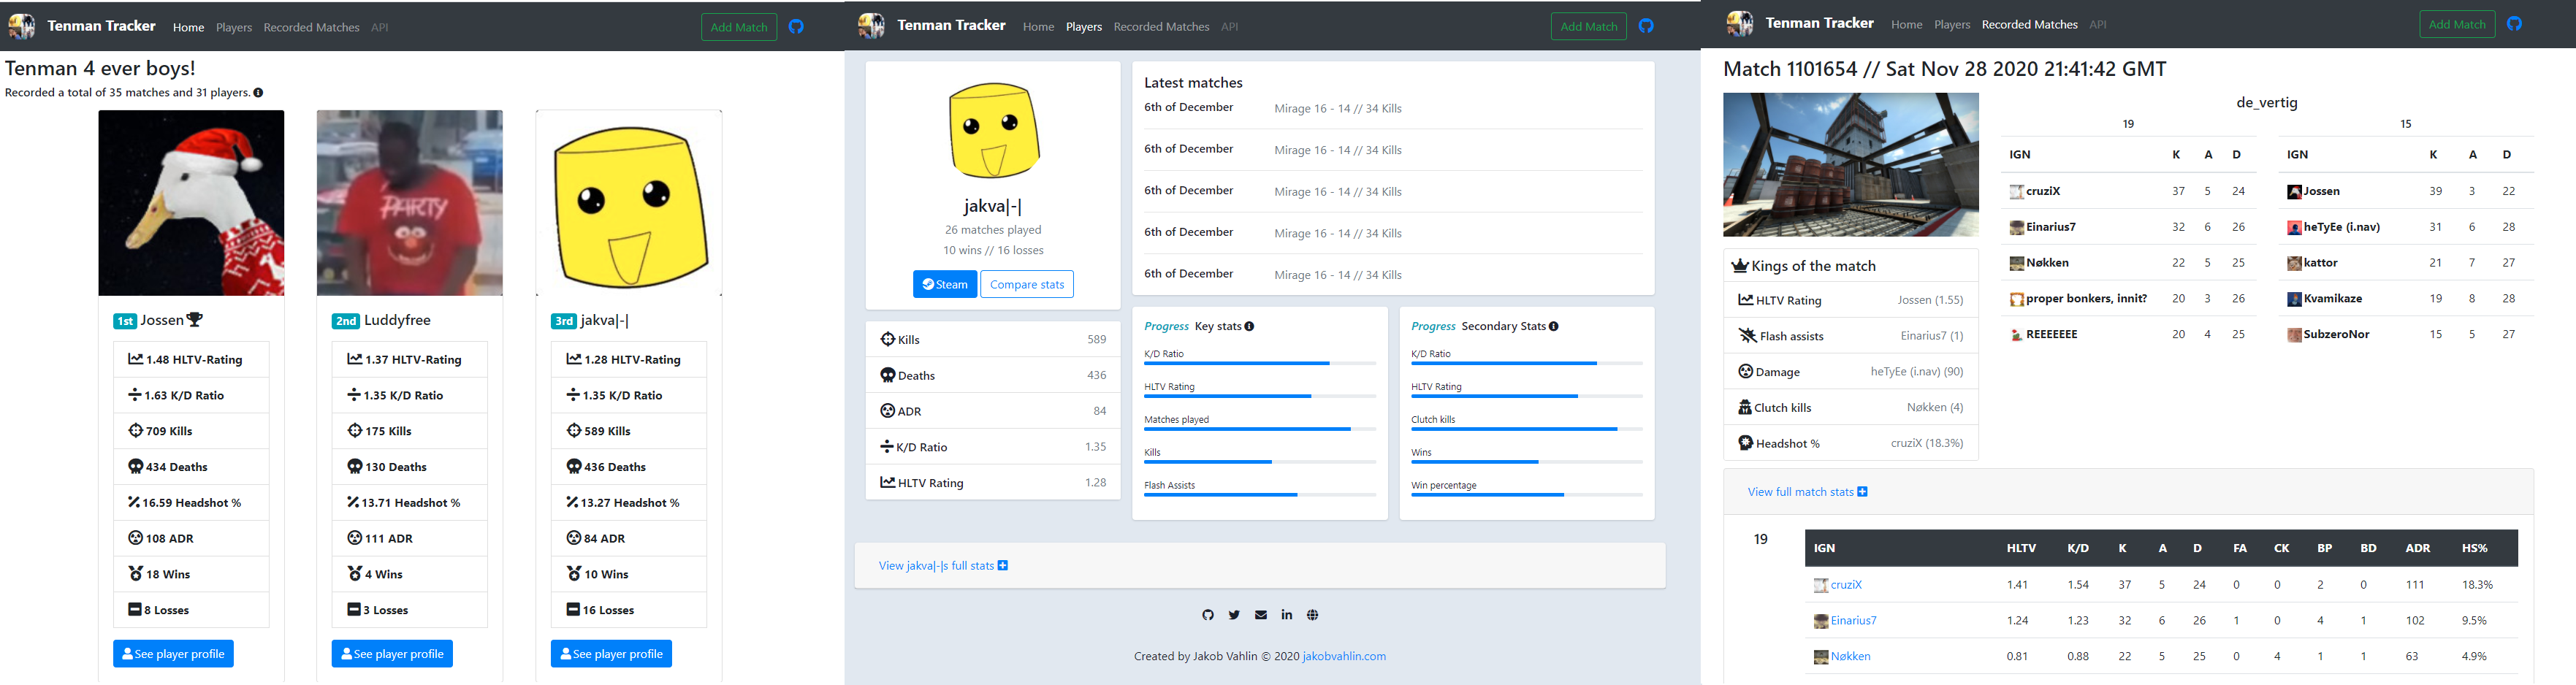 Tenman Tracker Home Players Recorded Matches API Add Match
Tenman 4 ever boys!
Recorded a total of 35 matches and 31 players.
PARTY
1st Jossen
1.48 HLTV-Rating
1.63 K/D Ratio
709 Kills
434 Deaths
16.59 Headshot %
108 ADR
18 Wins
8 Losses
See player profile
2nd Luddyfree
1.37 HLTV-Rating
1.35 K/D Ratio
175 Kills
130 Deaths
13.71 Headshot %
111 ADR
4 Wins
3 Losses
See player profile
3rd jakva|-|
1.28 HLTV-Rating
1.35 K/D Ratio
589 Kills
436 Deaths
13.27 Headshot %
84 ADR
10 Wins
16 Losses
See player profile
Tenman Tracker Home Players Recorded Matches API Add Match
jakva|-|
26 matches played
10 wins // 16 losses
Steam Compare stats
Kills 589
Deaths 436
ADR 84
K/D Ratio 1.35
HLTV Rating 1.28
Latest matches
6th of December Mirage 16 - 14 // 34 Kills
6th of December Mirage 16 - 14 // 34 Kills
6th of December Mirage 16 - 14 // 34 Kills
6th of December Mirage 16 - 14 // 34 Kills
6th of December Mirage 16 - 14 // 34 Kills
Progress Key stats
K/D Ratio
HLTV Rating
Matches played
Kills
Flash Assists
Progress Secondary Stats
K/D Ratio
HLTV Rating
Clutch kills
Wins
Win percentage
View jakva|-|s full stats
Created by Jakob Vahlin © 2020 jakobvahlin.com
Tenman Tracker Home Players Recorded Matches API Add Match
Match 1101654 // Sat Nov 28 2020 21:41:42 GMT
Kings of the match
HLTV Rating Jossen (1.55)
Flash assists Einarius7 (1)
Damage heTyEe (i.nav) (90)
Clutch kills Nøkken (4)
Headshot % cruziX (18.3%)
de_vertig
19
IGN K A D
cruziX 37 5 24
Einarius7 32 6 26
Nøkken 22 5 25
proper bonkers, innit? 20 3 26
REEEEEEE 20 4 25
15
IGN K A D
Jossen 39 3 22
heTyEe (i.nav) 31 6 28
kattor 21 7 27
Kvamikaze 19 8 28
SubzeroNor 15 5 27
View full match stats
19
IGN HLTV K/D K A D FA CK BP BD ADR HS%
cruziX 1.41 1.54 37 5 24 0 0 2 0 111 18.3%
Einarius7 1.24 1.23 32 6 26 1 0 4 1 102 9.5%
Nøkken 0.81 0.88 22 5 25 0 4 1 1 63 4.9%